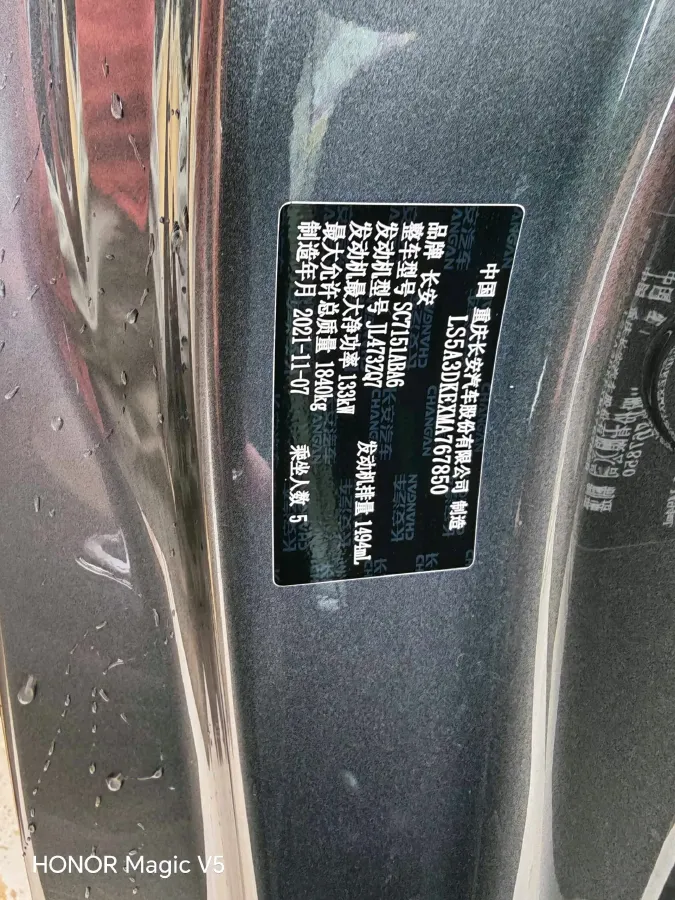 中国 重庆长安汽车股份有限公司 制造
LS5A3DKEXMA767850
品牌 长安
整车型号 SC7151ABA6
发动机型号 JL473ZQ7
发动机最大净功率 133kW 发动机排量 1494mL
最大允许总质量 1840kg
制造年月 2021-11-07 乘坐人数 5
HONOR Magic V5